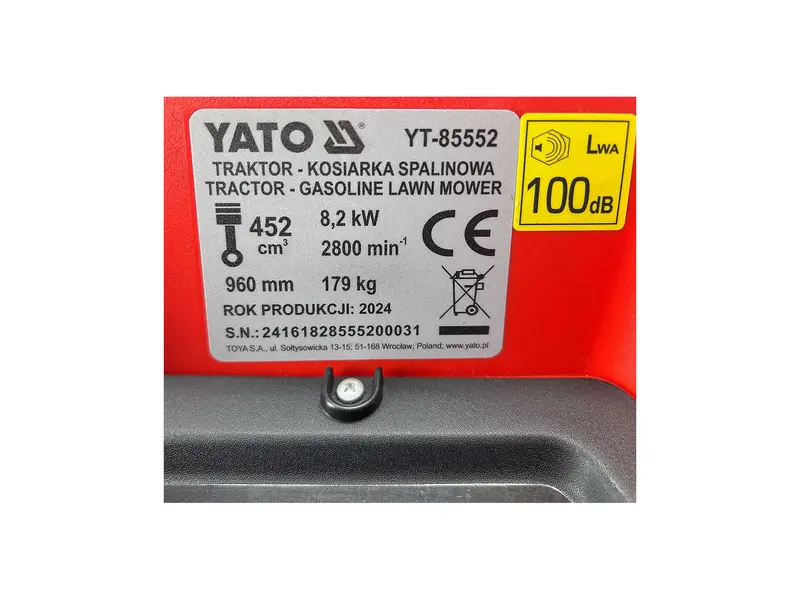 YATO ® YT-85552
TRAKTOR - KOSIARKA SPALINOWA
TRACTOR - GASOLINE LAWN MOWER
452 cm³
8,2 kW
2800 min⁻¹
CE
960 mm 179 kg
ROK PRODUKCJI: 2024
S.N.: 24161828555200031
TOYA S.A., ul. Sołtysowicka 13-15; 51-168 Wrocław, Poland; www.yato.pl
LWA
100dB